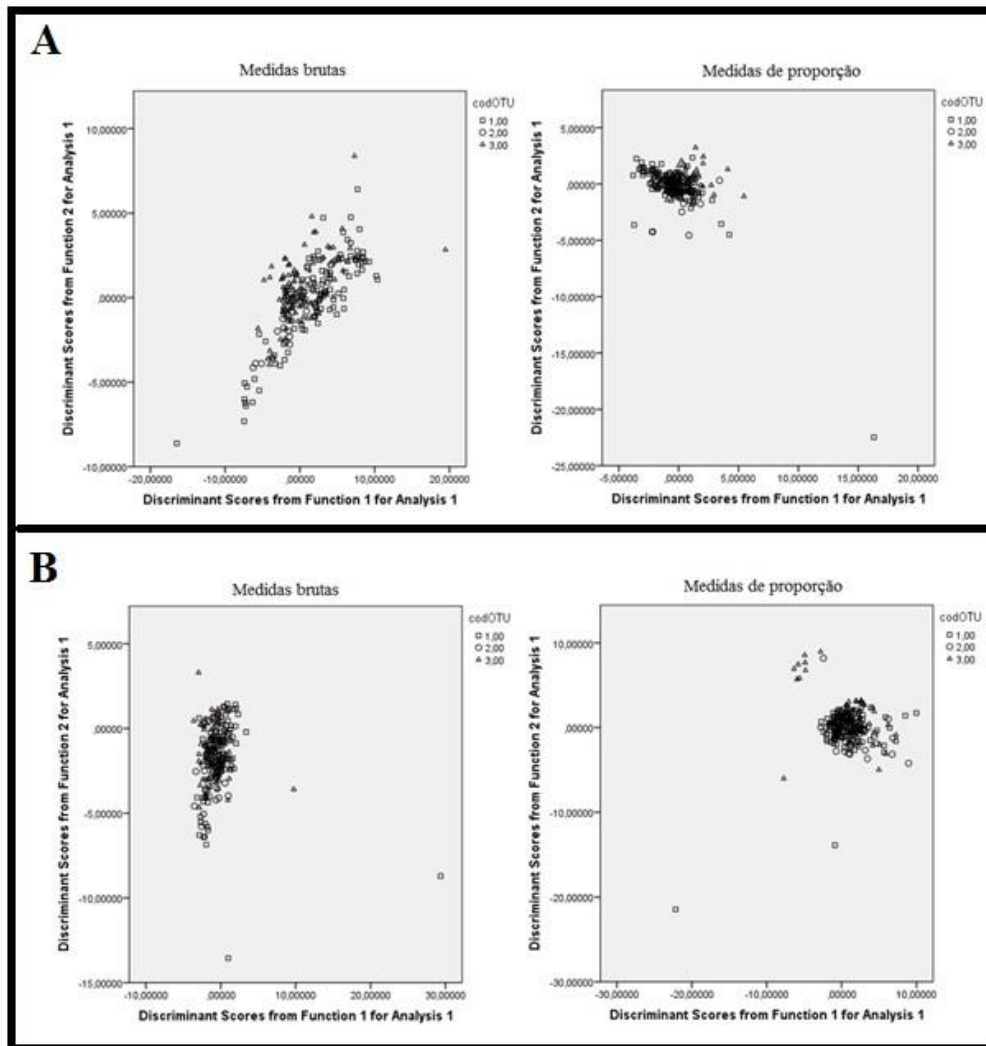 A
Medidas brutas
Discriminant Scores from Function 2 for Analysis 1
10,00000
5,00000
,00000
-5,00000
-10,00000
-20,00000 -10,00000 ,00000 10,00000 20,00000
Discriminant Scores from Function 1 for Analysis 1
codOTU
1,00
2,00
3,00
Medidas de proporção
Discriminant Scores from Function 2 for Analysis 1
5,00000
,00000
-5,00000
-10,00000
-15,00000
-20,00000
-25,00000
-5,00000 ,00000 5,00000 10,00000 15,00000 20,00000
Discriminant Scores from Function 1 for Analysis 1
codOTU
1,00
2,00
3,00
B
Medidas brutas
Discriminant Scores from Function 2 for Analysis 1
5,00000
,00000
-5,00000
-10,00000
-15,00000
-10,00000 ,00000 10,00000 20,00000 30,00000
Discriminant Scores from Function 1 for Analysis 1
codOTU
1,00
2,00
3,00
Medidas de proporção
Discriminant Scores from Function 2 for Analysis 1
10,00000
,00000
-10,00000
-20,00000
-30,00000
-30,00000 -20,00000 -10,00000 ,00000 10,00000
Discriminant Scores from Function 1 for Analysis 1
codOTU
1,00
2,00
3,00